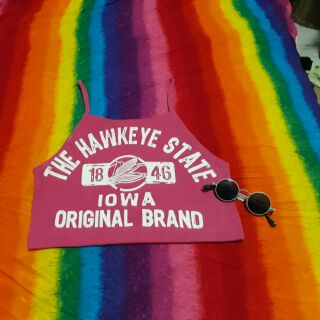 THE HAWKEYE STATE
18 46
IOWA
ORIGINAL BRAND